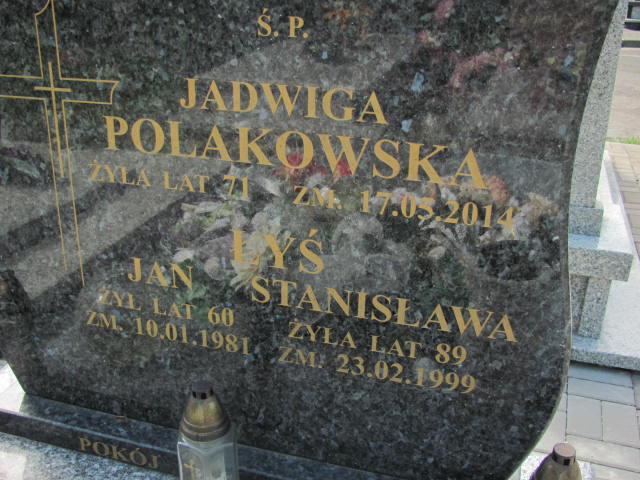 Ś. P.
JADWIGA
POLAKOWSKA
ŻYŁA LAT 71 ZM. 17.05.2014
ŁYŚ
JAN STANISŁAWA
ŻYŁ LAT 60 ŻYŁA LAT 89
ZM. 10.01.1981 ZM. 23.02.1999
POKÓJ